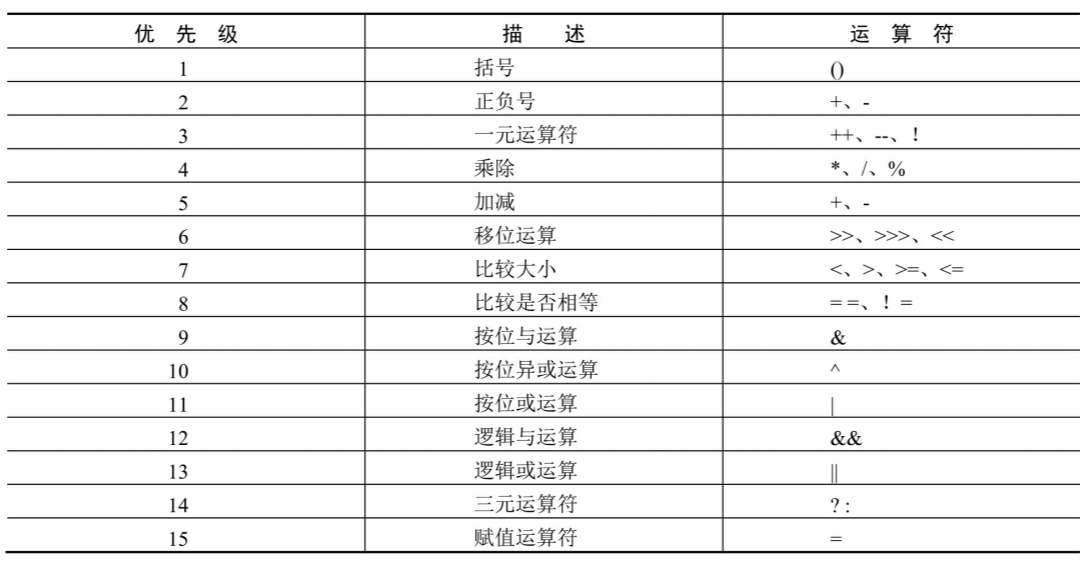 优 先 级 描 述 运 算 符
1 括号 ()
2 正负号 +、-
3 一元运算符 ++、--、！
4 乘除 *、/、%
5 加减 +、-
6 移位运算 >>、>>>、<<
7 比较大小 <、>、>=、<=
8 比较是否相等 = =、！=
9 按位与运算 &
10 按位异或运算 ^
11 按位或运算 |
12 逻辑与运算 &&
13 逻辑或运算 ||
14 三元运算符 ? :
15 赋值运算符 =